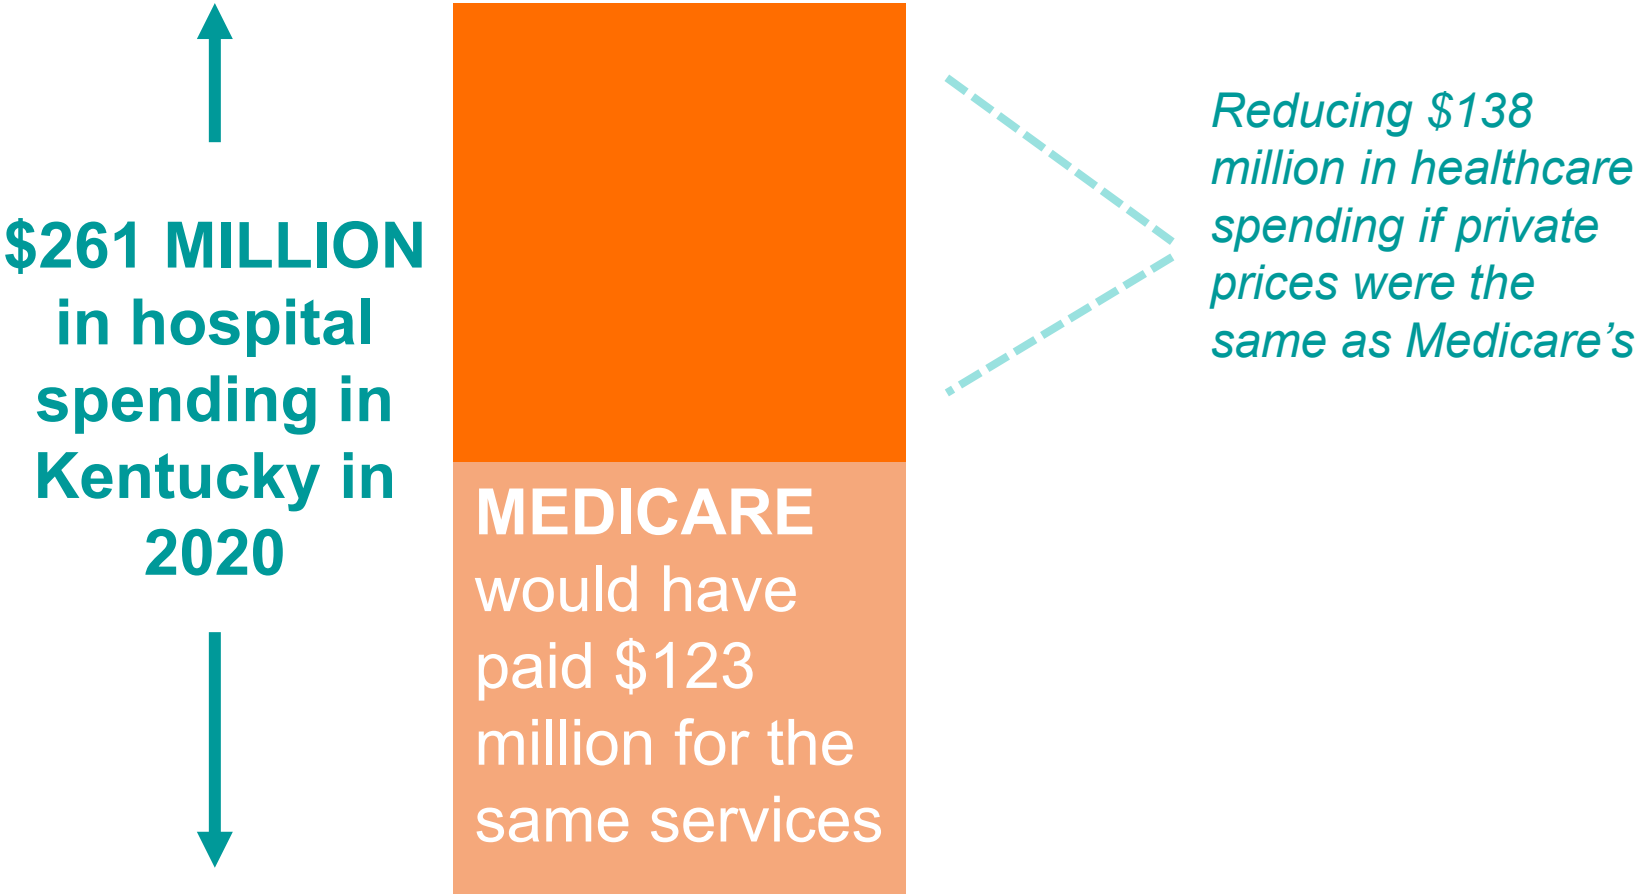 $261 MILLION
in hospital
spending in
Kentucky in
2020
MEDICARE
would have
paid $123
million for the
same services
Reducing $138
million in healthcare
spending if private
prices were the
same as Medicare’s